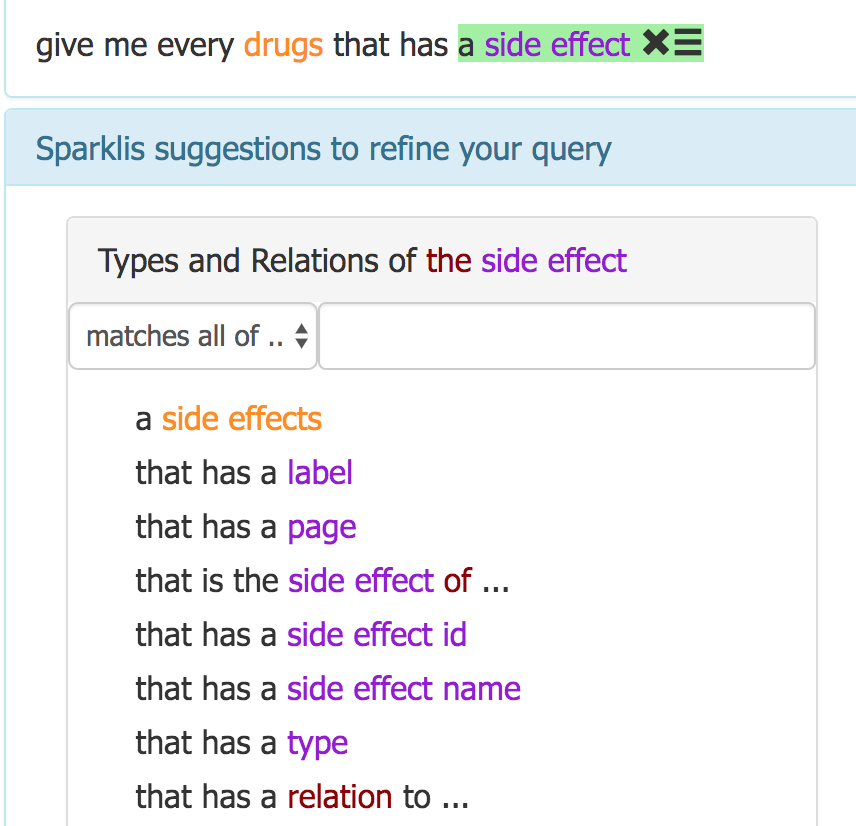 give me every drugs that has a side effect
Sparklis suggestions to refine your query
Types and Relations of the side effect
matches all of ..
a side effects
that has a label
that has a page
that is the side effect of ...
that has a side effect id
that has a side effect name
that has a type
that has a relation to ...